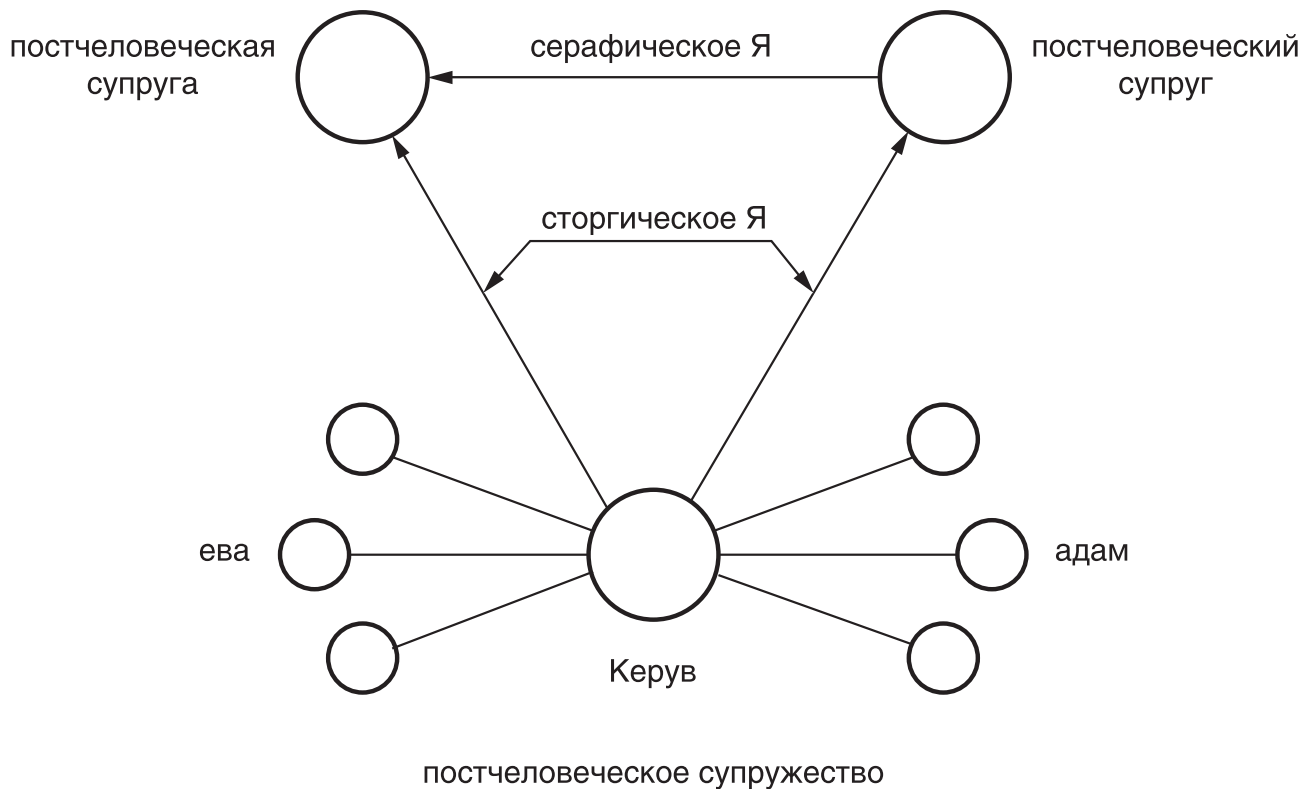 постчеловеческая
супруга
серафическое Я
постчеловеческий
супруг
сторгическое Я
ева
адам
Керув
постчеловеческое супружество